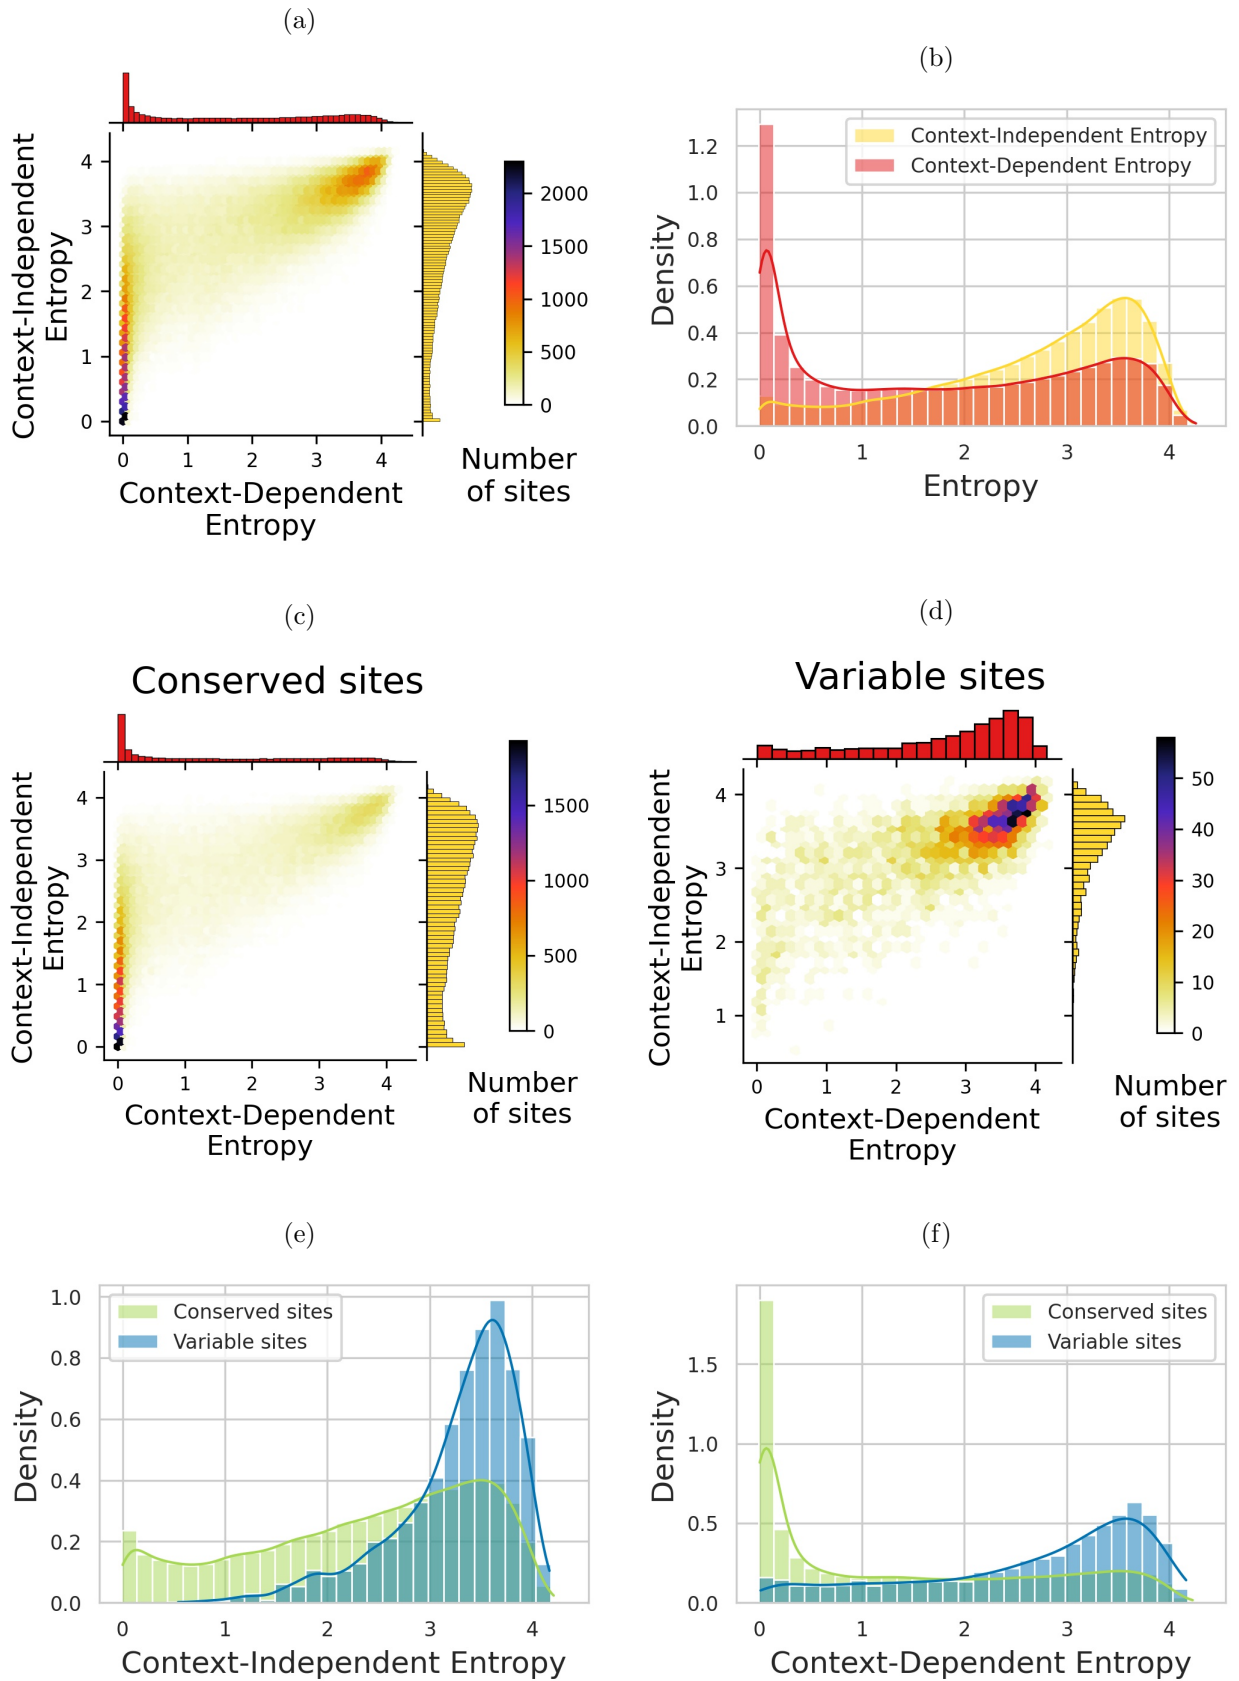 (a)
Context-Independent
Entropy
4
3
2
1
0
0 1 2 3 4
Context-Dependent
Entropy
2000
1500
1000
500
0
Number
of sites
(b)
Density
1.2
1.0
0.8
0.6
0.4
0.2
0.0
Context-Independent Entropy
Context-Dependent Entropy
0 1 2 3 4
Entropy
(c)
Conserved sites
Context-Independent
Entropy
4
3
2
1
0
0 1 2 3 4
Context-Dependent
Entropy
1500
1000
500
0
Number
of sites
(d)
Variable sites
Context-Independent
Entropy
4
3
2
1
0 1 2 3 4
Context-Dependent
Entropy
50
40
30
20
10
0
Number
of sites
(e)
Density
1.0
0.8
0.6
0.4
0.2
0.0
Conserved sites
Variable sites
0 1 2 3 4
Context-Independent Entropy
(f)
Density
1.5
1.0
0.5
0.0
Conserved sites
Variable sites
0 1 2 3 4
Context-Dependent Entropy